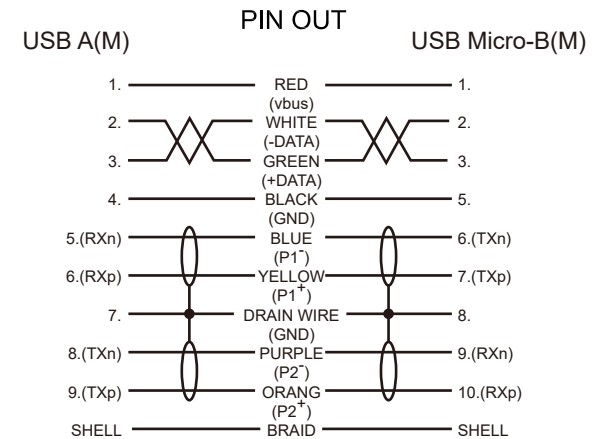 PIN OUT
USB A(M) USB Micro-B(M)
1. RED 1.
(vbus)
2. WHITE 2.
(-DATA)
3. GREEN 3.
(+DATA)
4. BLACK 5.
(GND)
5.(RXn) BLUE 6.(TXn)
(P1-)
6.(RXp) YELLOW 7.(TXp)
(P1+)
7. DRAIN WIRE 8.
(GND)
8.(TXn) PURPLE 9.(RXn)
(P2-)
9.(TXp) ORANG 10.(RXp)
(P2+)
SHELL BRAID SHELL